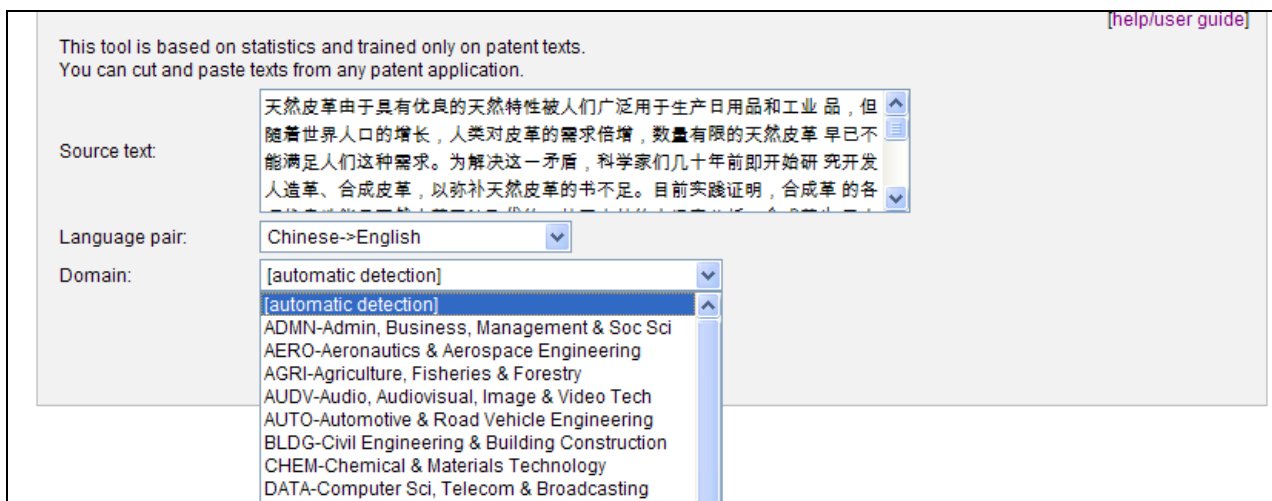 [help/user guide]
This tool is based on statistics and trained only on patent texts.
You can cut and paste texts from any patent application.
Source text:
天然皮革由于具有优良的天然特性被人们广泛用于生产日用品和工业 品，但
随着世界人口的增长，人类对皮革的需求倍增，数量有限的天然皮革 早已不
能满足人们这种需求。为解决这一矛盾，科学家们几十年前即开始研 究开发
人造革、合成皮革，以弥补天然皮革的书不足。目前实践证明，合成革 的各
Language pair:
Chinese->English
Domain:
[automatic detection]
[automatic detection]
ADMN-Admin, Business, Management & Soc Sci
AERO-Aeronautics & Aerospace Engineering
AGRI-Agriculture, Fisheries & Forestry
AUDV-Audio, Audiovisual, Image & Video Tech
AUTO-Automotive & Road Vehicle Engineering
BLDG-Civil Engineering & Building Construction
CHEM-Chemical & Materials Technology
DATA-Computer Sci, Telecom & Broadcasting